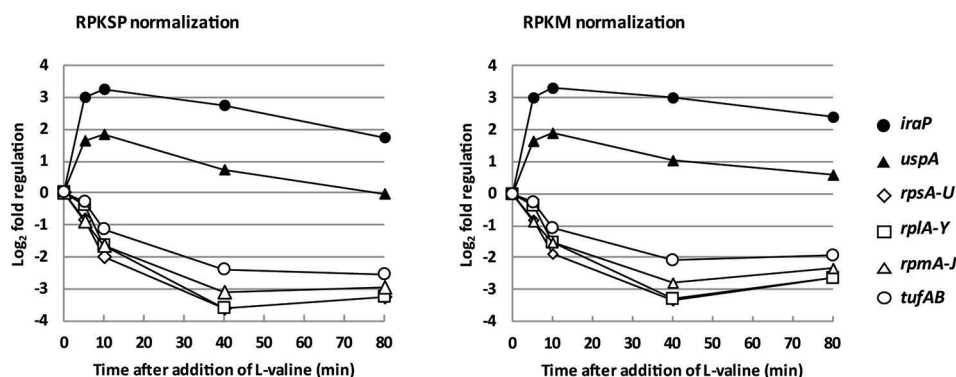 RPKSP normalization
RPKM normalization
Log2 fold regulation
4
3
2
1
0
-1
-2
-3
-4
0 10 20 30 40 50 60 70 80
Time after addition of L-valine (min)
Log2 fold regulation
4
3
2
1
0
-1
-2
-3
-4
0 10 20 30 40 50 60 70 80
Time after addition of L-valine (min)
iraP
uspA
rpsA-U
rplA-Y
rpmA-J
tufAB